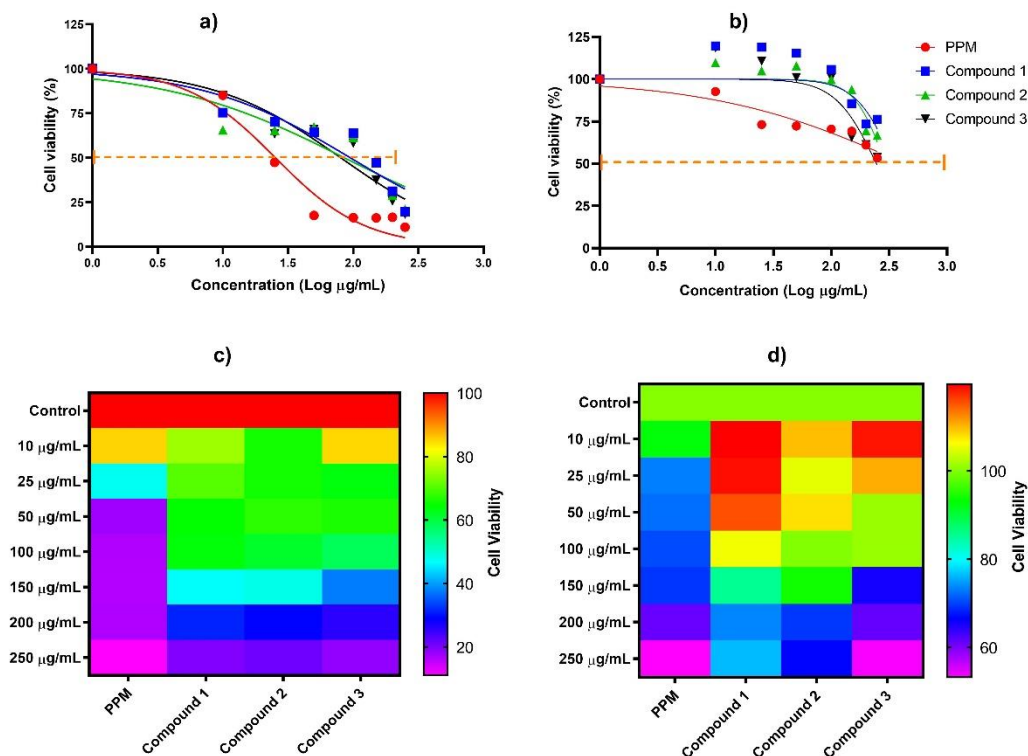 a)
125
100
75
50
25
0
0.0 0.5 1.0 1.5 2.0 2.5 3.0
Cell viability (%)
Concentration (Log μg/mL)
b)
125
100
75
50
25
0
0.0 0.5 1.0 1.5 2.0 2.5 3.0
Cell viability (%)
Concentration (Log μg/mL)
PPM
Compound 1
Compound 2
Compound 3
c)
Control
10 μg/mL
25 μg/mL
50 μg/mL
100 μg/mL
150 μg/mL
200 μg/mL
250 μg/mL
PPM
Compound 1
Compound 2
Compound 3
100
80
60
40
20
Cell Viability
d)
Control
10 μg/mL
25 μg/mL
50 μg/mL
100 μg/mL
150 μg/mL
200 μg/mL
250 μg/mL
PPM
Compound 1
Compound 2
Compound 3
100
80
60
Cell Viability